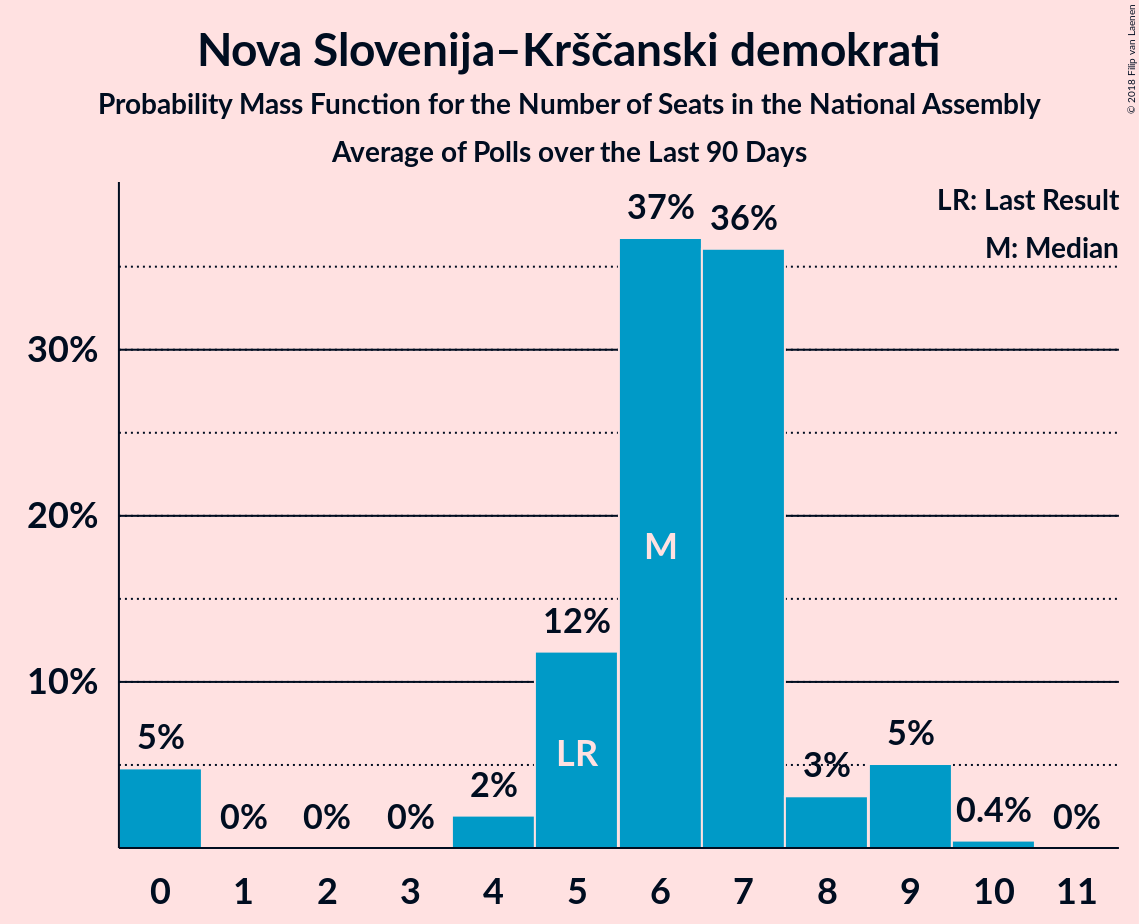 Nova Slovenija–Krščanski demokrati
Probability Mass Function for the Number of Seats in the National Assembly
Average of Polls over the Last 90 Days
© 2018 Filip van Laenen
LR: Last Result
M: Median
37%
36%
30%
20%
M
12%
10%
5%
LR
2%
3%
5%
0%
0%
0%
0.4%
0%
0 1 2 3 4 5 6 7 8 9 10 11